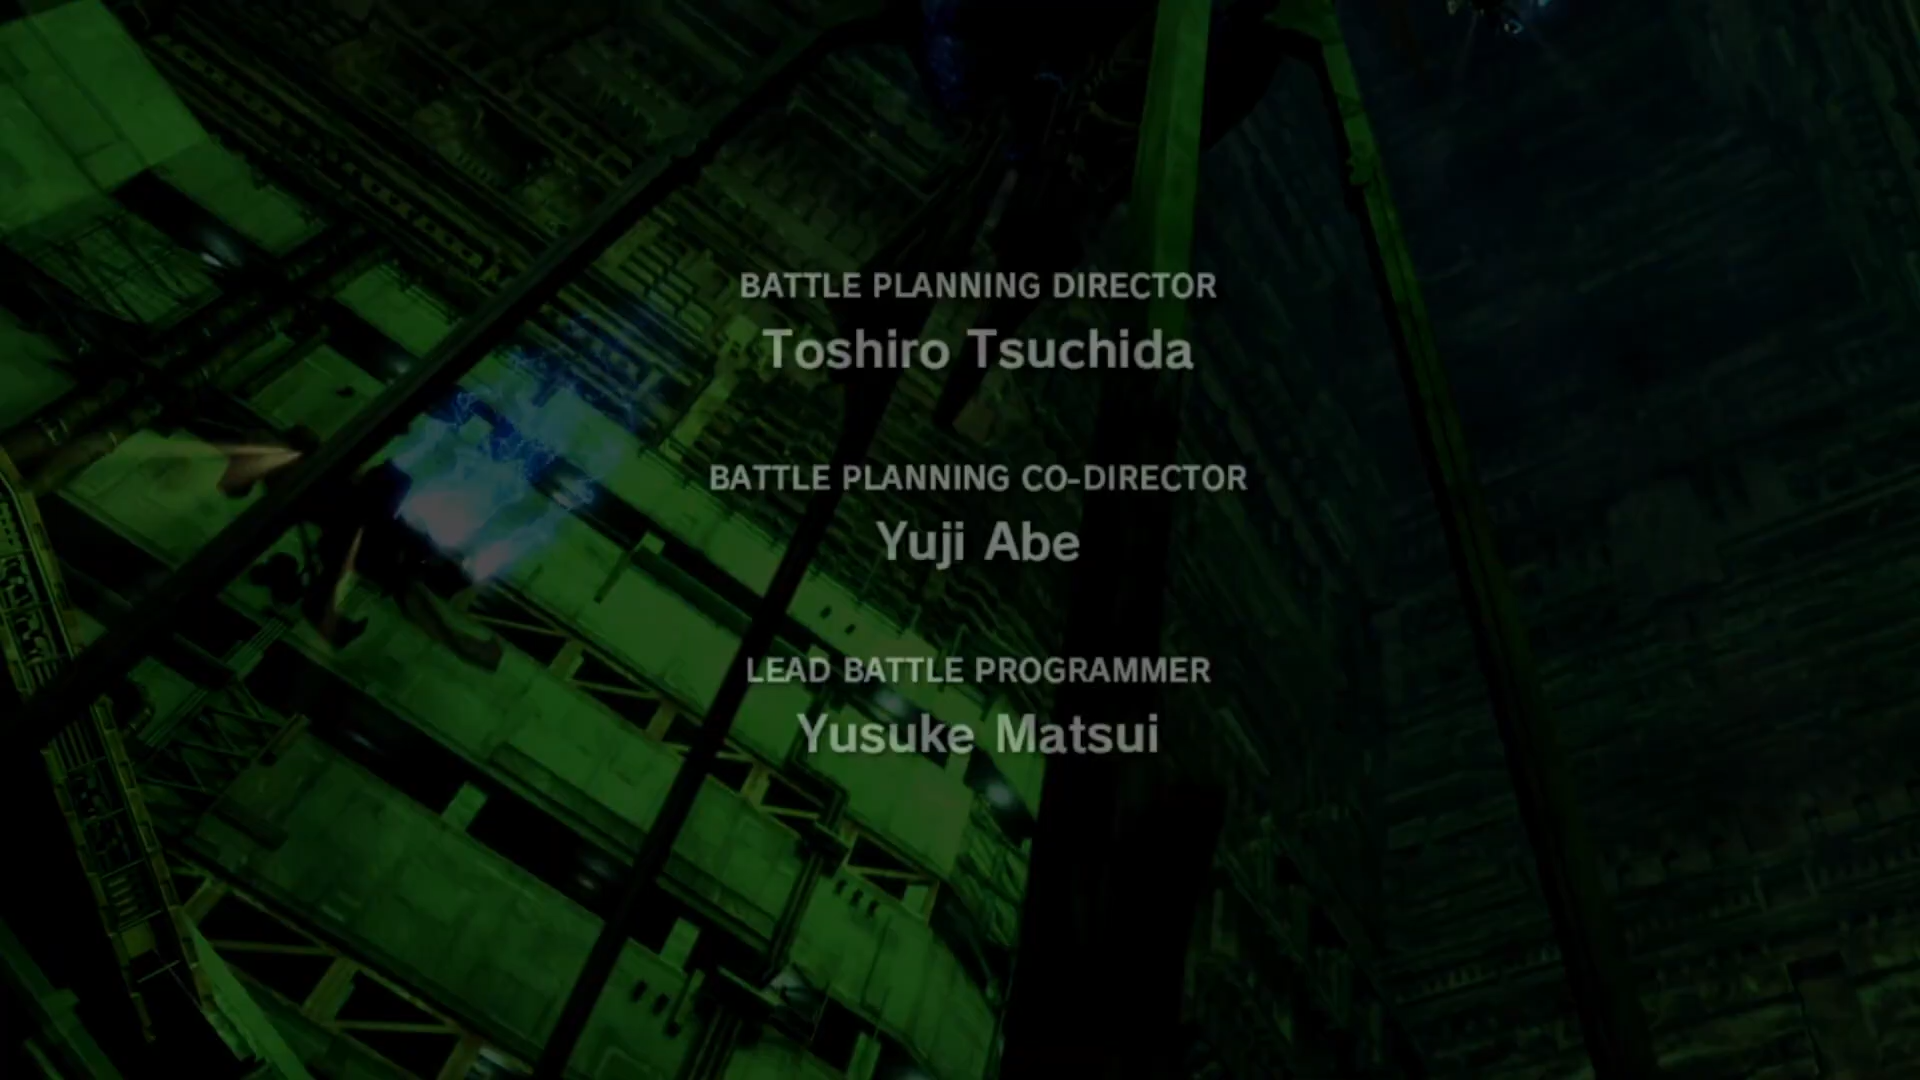 BATTLE PLANNING DIRECTOR
Toshiro Tsuchida
BATTLE PLANNING CO-DIRECTOR
Yuji Abe
LEAD BATTLE PROGRAMMER
Yusuke Matsui